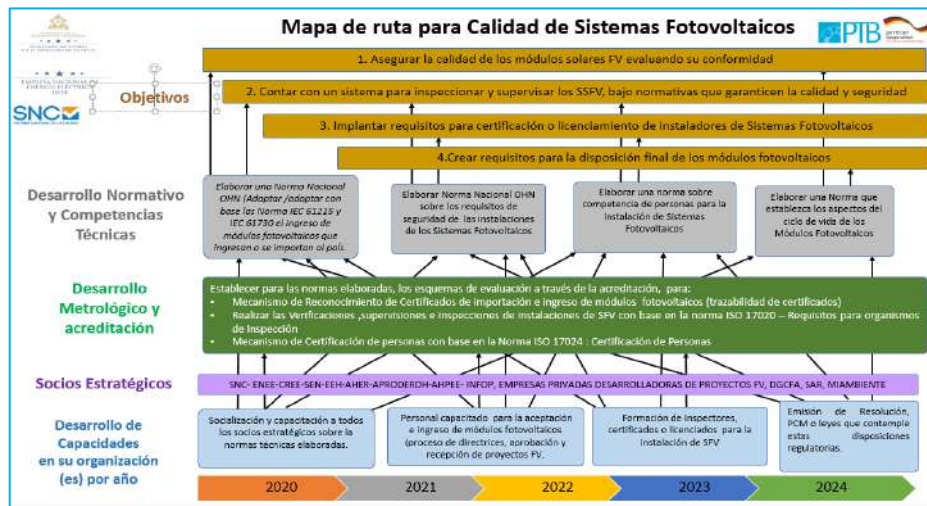 Mapa de ruta para Calidad de Sistemas Fotovoltaicos
PTB
SNC
Objetivos
1. Asegurar la calidad de los módulos solares FV evaluando su conformidad
2. Contar con un sistema para inspeccionar y supervisar los SSFV, bajo normativas que garanticen la calidad y seguridad
3. Implantar requisitos para certificación o licenciamiento de instaladores de Sistemas Fotovoltaicos
4.Crear requisitos para la disposición final de los módulos fotovoltaicos
Desarrollo Normativo
y Competencias
Técnicas
Elaborar una Norma Nacional
OHN (Adoptar /adaptar con
base las Norma IEC 61215 y
IEC 61730 el ingreso de
módulos fotovoltaicos que
ingresan o se importan al país.
Elaborar Norma Nacional OHN
sobre los requisitos de
seguridad de las instalaciones
de los Sistemas Fotovoltaicos
Elaborar una norma sobre
competencia de personas para la
Instalación de Sistemas
Fotovoltaicos
Elaborar una Norma que
establezca los aspectos del
ciclo de vida de los
Módulos Fotovoltaicos
Desarrollo
Metrológico y
acreditación
Establecer para las normas elaboradas, los esquemas de evaluación a través de la acreditación, para:
• Mecanismo de Reconocimiento de Certificados de importación e ingreso de módulos fotovoltaicos (trazabilidad de certificados)
• Realizar las Verificaciones ,supervisiones e inspecciones de instalaciones de SFV con base en la norma ISO 17020 – Requisitos para organismos
de Inspección
• Mecanismo de Certificación de personas con base en la Norma ISO 17024 : Certificación de Personas
Socios Estratégicos
SNC- ENEE-CREE-SEN-EEH-AHER-APRODERDH-AHPEE- INFOP, EMPRESAS PRIVADAS DESARROLLADORAS DE PROYECTOS FV, DGCFA, SAR, MIAMBIENTE
Desarrollo de
Capacidades
en su organización
(es) por año
Socialización y capacitación a todos
los socios estratégicos sobre la
normas técnicas elaboradas.
Personal capacitado para la aceptación
e ingreso de módulos fotovoltaicos
(proceso de directrices, aprobación y
recepción de proyectos FV.
Formación de Inspectores,
certificados o licenciados para la
instalación de SFV
Emisión de Resolución,
PCM o leyes que contemple
estas disposiciones
regulatorias.
2020
2021
2022
2023
2024